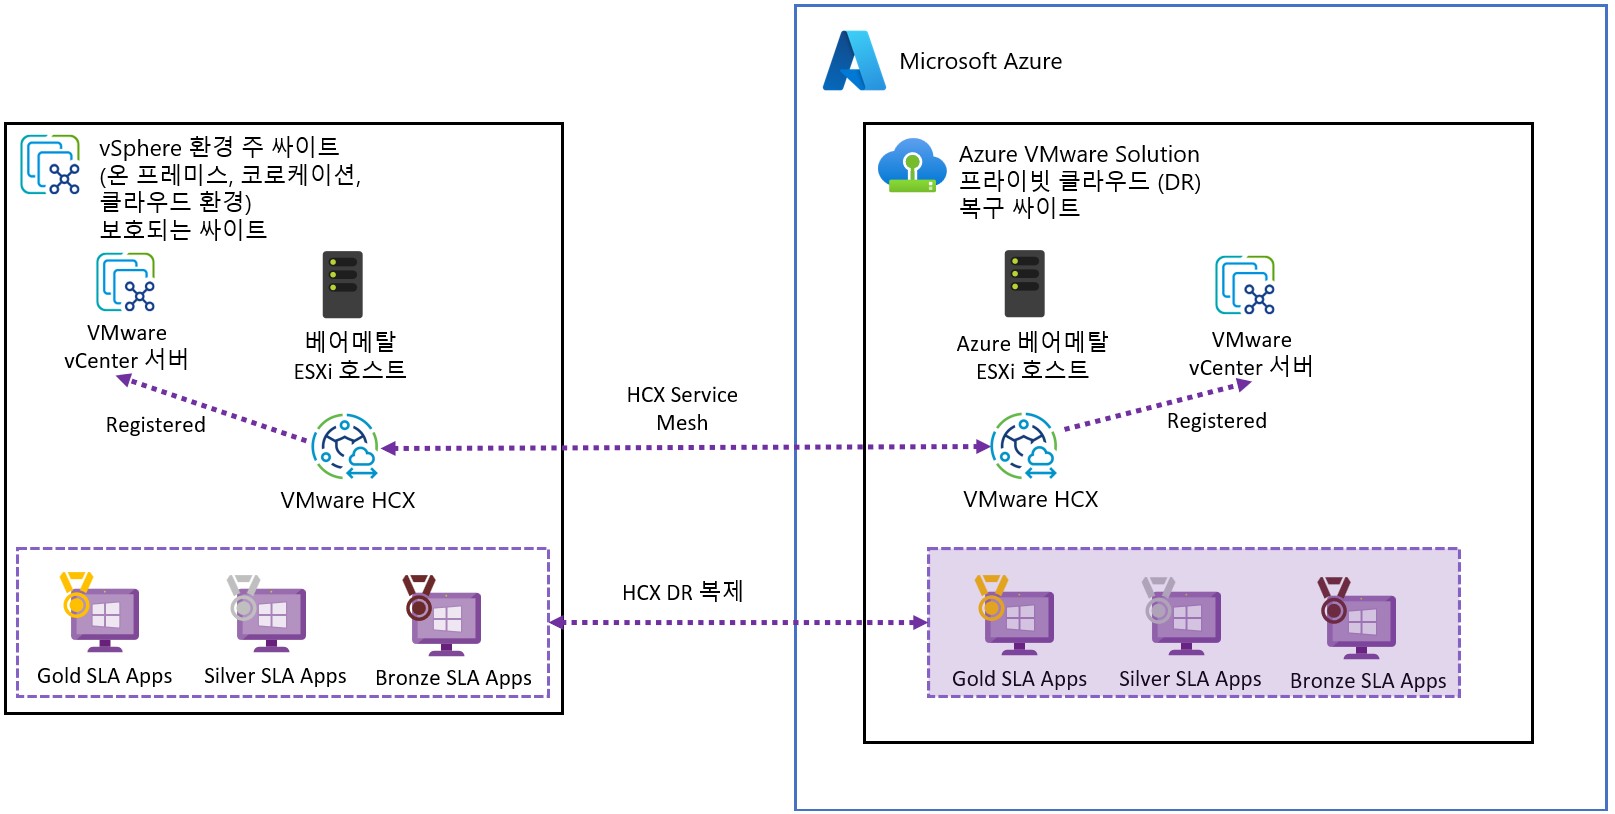 Microsoft Azure
vSphere 환경 주 싸이트
(온 프레미스, 코로케이션,
클라우드 환경)
보호되는 싸이트
VMware
vCenter 서버
베어메탈
ESXi 호스트
Registered
VMware HCX
Gold SLA Apps
Silver SLA Apps
Bronze SLA Apps
HCX Service
Mesh
HCX DR 복제
Azure VMware Solution
프라이빗 클라우드 (DR)
복구 싸이트
Azure 베어메탈
ESXi 호스트
VMware
vCenter 서버
Registered
VMware HCX
Gold SLA Apps
Silver SLA Apps
Bronze SLA Apps